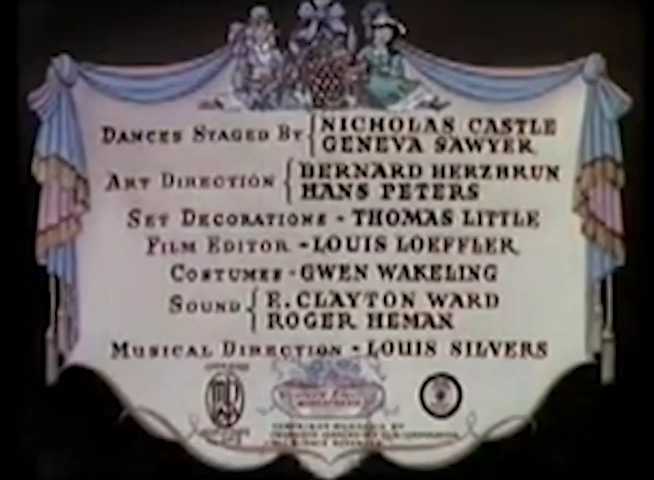 DANCES STAGED BY { NICHOLAS CASTLE
GENEVA SAWYER
ART DIRECTION { BERNARD HERZBRUN
HANS PETERS
SET DECORATIONS - THOMAS LITTLE
FILM EDITOR - LOUIS LOEFFLER
COSTUMES - GWEN WAKELING
SOUND { E. CLAYTON WARD
ROGER HEMAN
MUSICAL DIRECTION - LOUIS SILVERS